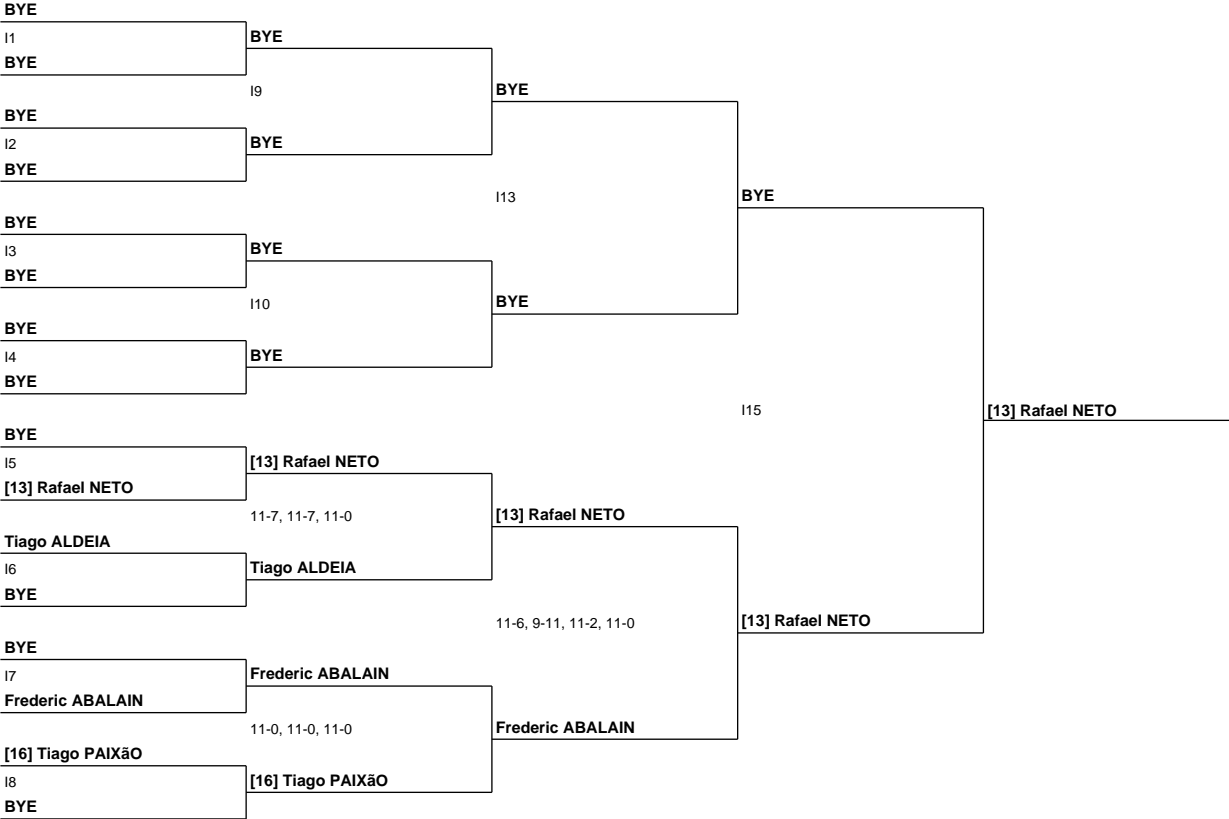 BYE
I1
BYE
BYE
I9
BYE
BYE
I2
BYE
BYE
I13
BYE
BYE
I3
BYE
BYE
I10
BYE
BYE
I4
BYE
BYE
I15
[13] Rafael NETO
BYE
I5
[13] Rafael NETO
[13] Rafael NETO
11-7, 11-7, 11-0
[13] Rafael NETO
Tiago ALDEIA
I6
Tiago ALDEIA
BYE
11-6, 9-11, 11-2, 11-0
[13] Rafael NETO
BYE
I7
Frederic ABALAIN
Frederic ABALAIN
11-0, 11-0, 11-0
Frederic ABALAIN
[16] Tiago PAIXãO
I8
[16] Tiago PAIXãO
BYE